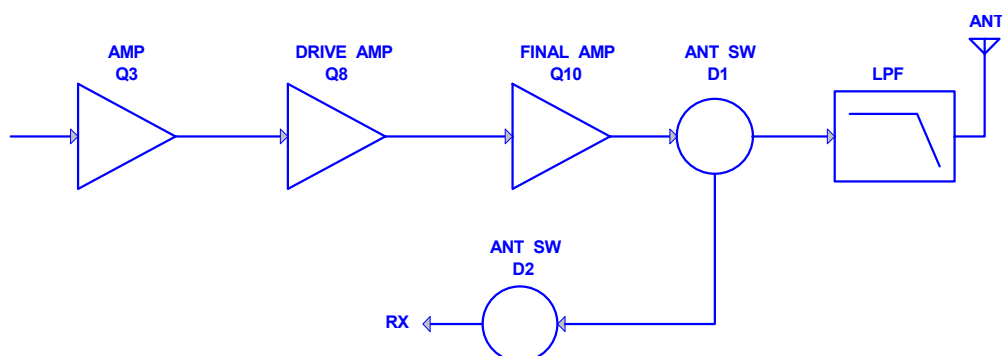 ANT
AMP
Q3
DRIVE AMP
Q8
FINAL AMP
Q10
ANT SW
D1
LPF
ANT SW
D2
RX